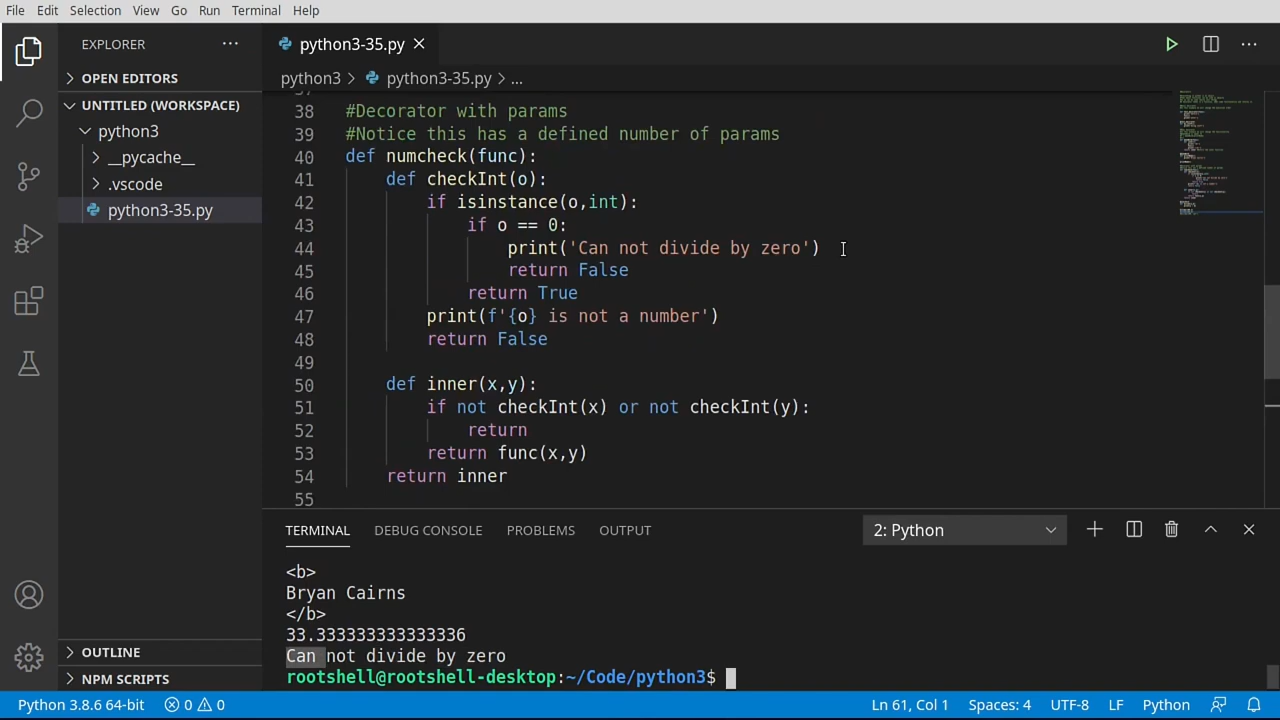 File Edit Selection View Go Run Terminal Help
EXPLORER
python3-35.py
OPEN EDITORS
python3 > python3-35.py > ...
UNTITLED (WORKSPACE)
python3
__pycache__
.vscode
python3-35.py
38 #Decorator with params
39 #Notice this has a defined number of params
40 def numcheck(func):
41 def checkInt(o):
42 if isinstance(o,int):
43 if o == 0:
44 print('Can not divide by zero')
45 return False
46 return True
47 print(f'{o} is not a number')
48 return False
49
50 def inner(x,y):
51 if not checkInt(x) or not checkInt(y):
52 return
53 return func(x,y)
54 return inner
55
TERMINAL DEBUG CONSOLE PROBLEMS OUTPUT 2: Python
<b>
Bryan Cairns
</b>
33.333333333333336
Can not divide by zero
rootshell@rootshell-desktop:~/Code/python3$
OUTLINE
NPM SCRIPTS
Python 3.8.6 64-bit 0 0 Ln 61, Col 1 Spaces: 4 UTF-8 LF Python